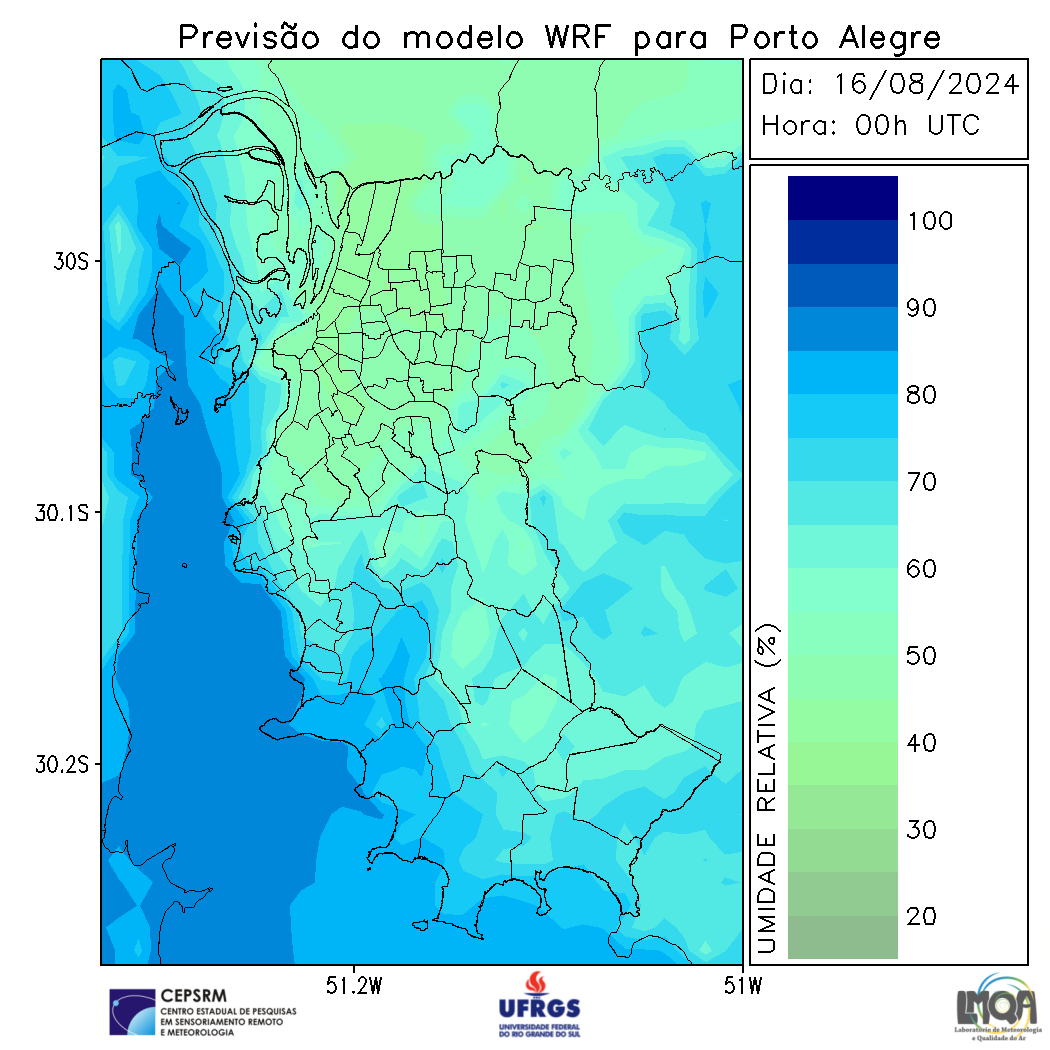 Previsão do modelo WRF para Porto Alegre
Dia: 16/08/2024
Hora: 00h UTC
30S
30.1S
30.2S
51.2W
51W
UMIDADE RELATIVA (%)
100
90
80
70
60
50
40
30
20
CEPSRM
CENTRO ESTADUAL DE PESQUISAS
EM SENSORIAMENTO REMOTO
E METEOROLOGIA
UFRGS
UNIVERSIDADE FEDERAL
DO RIO GRANDE DO SUL
LMQA
Laboratório de Meteorologia
e Qualidade do Ar